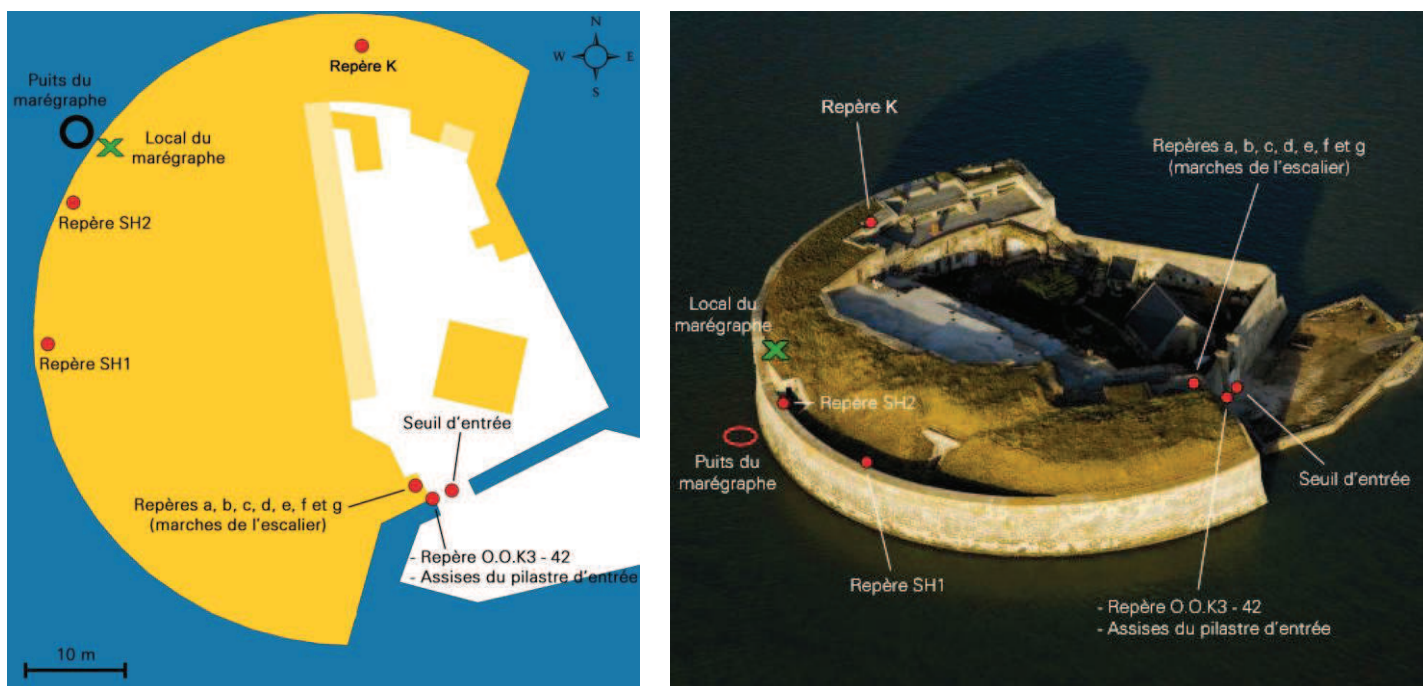 N
W
E
S
Repère K
Puits du
marégraphe
Local du
marégraphe
Repère SH2
Repère SH1
Seuil d'entrée
Repères a, b, c, d, e, f et g
(marches de l'escalier)
- Repère O.O.K3 - 42
- Assises du pilastre d'entrée
10 m
Repère K
Repères a, b, c, d, e, f et g
(marches de l'escalier)
Local du
marégraphe
Repère SH2
Puits du
marégraphe
Seuil d'entrée
Repère SH1
- Repère O.O.K3 - 42
- Assises du pilastre d'entrée